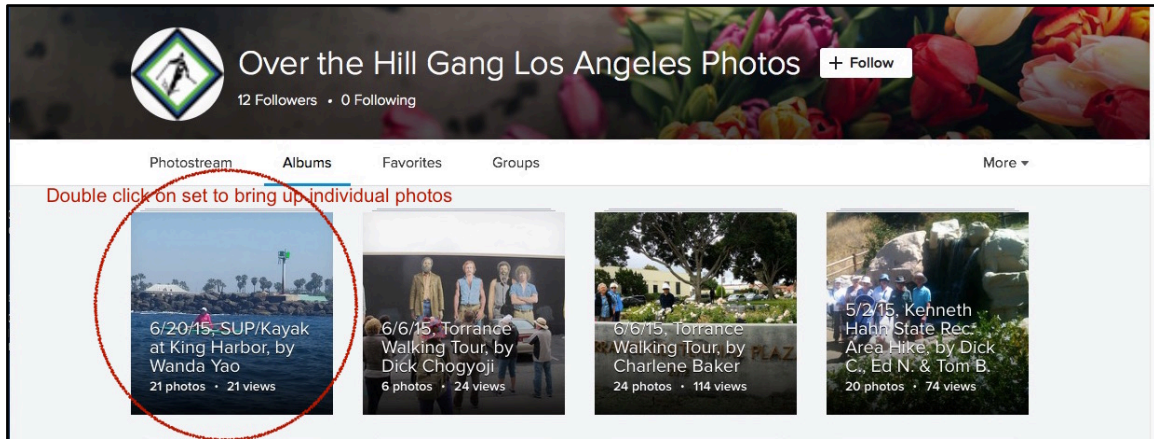 Over the Hill Gang Los Angeles Photos
+ Follow
12 Followers • 0 Following
Photostream
Albums
Favorites
Groups
More ▾
Double click on set to bring up individual photos
6/20/15, SUP/Kayak
at King Harbor, by
Wanda Yao
21 photos • 21 views
6/6/15, Torrance
Walking Tour, by
Dick Chogyoji
6 photos • 24 views
6/6/15, Torrance
Walking Tour, by
Charlene Baker
24 photos • 114 views
PLAZA
5/2/15, Kenneth
Hahn State Rec.
Area Hike, by Dick
C., Ed N. & Tom B.
20 photos • 74 views